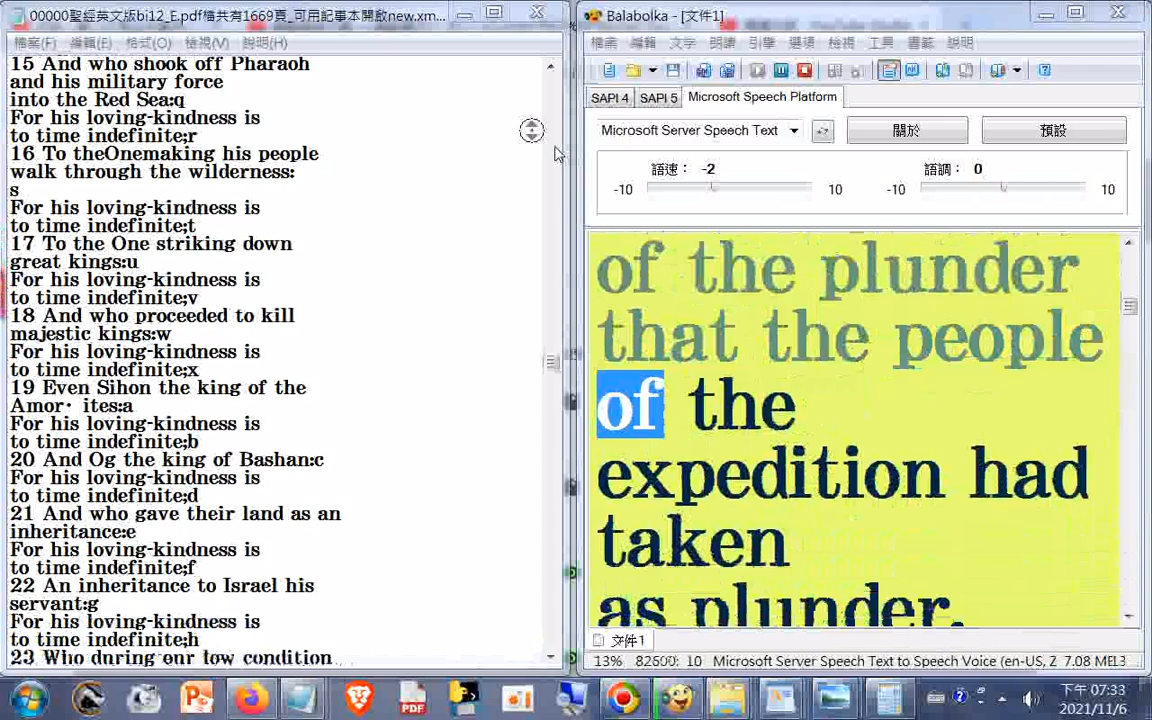 00000聖經英文版bi12_E.pdf檔共有1669頁_可用記事本開啟new.xm...
檔案(F) 編輯(E) 格式(O) 檢視(V) 說明(H)
15 And who shook off Pharaoh
and his military force
into the Red Sea:q
For his loving-kindness is
to time indefinite;r
16 To theOnemaking his people
walk through the wilderness:
s
For his loving-kindness is
to time indefinite;t
17 To the One striking down
great kings:u
For his loving-kindness is
to time indefinite;v
18 And who proceeded to kill
majestic kings:w
For his loving-kindness is
to time indefinite;x
19 Even Sihon the king of the
Amor· ites:a
For his loving-kindness is
to time indefinite;b
20 And Og the king of Bashan:c
For his loving-kindness is
to time indefinite;d
21 And who gave their land as an
inheritance:e
For his loving-kindness is
to time indefinite;f
22 An inheritance to Israel his
servant:g
For his loving-kindness is
to time indefinite;h
23 Who during our low condition
Balabolka - [文件1]
檔案 編輯 文字 朗讀 引擎 選項 檢視 工具 書籤 說明
SAPI 4 SAPI 5 Microsoft Speech Platform
Microsoft Server Speech Text 關於 預設
語速： -2 語調： 0
-10 10 -10 10
of the plunder
that the people
of the
expedition had
taken
as plunder,
文件1
13% 82600: 10 Microsoft Server Speech Text to Speech Voice (en-US, Z 7.08 МБ
PDF
下午 07:33
2021/11/6